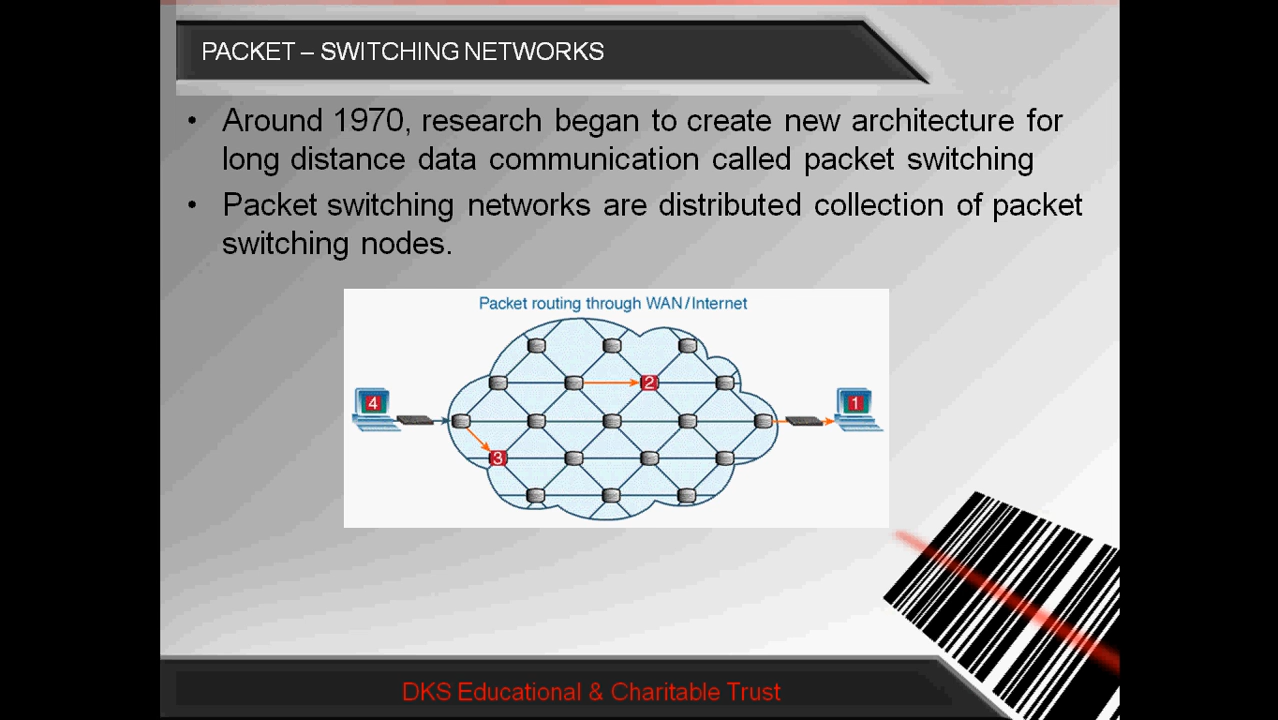 PACKET – SWITCHING NETWORKS
• Around 1970, research began to create new architecture for
long distance data communication called packet switching
• Packet switching networks are distributed collection of packet
switching nodes.
Packet routing through WAN/Internet
2
4
1
3
DKS Educational & Charitable Trust